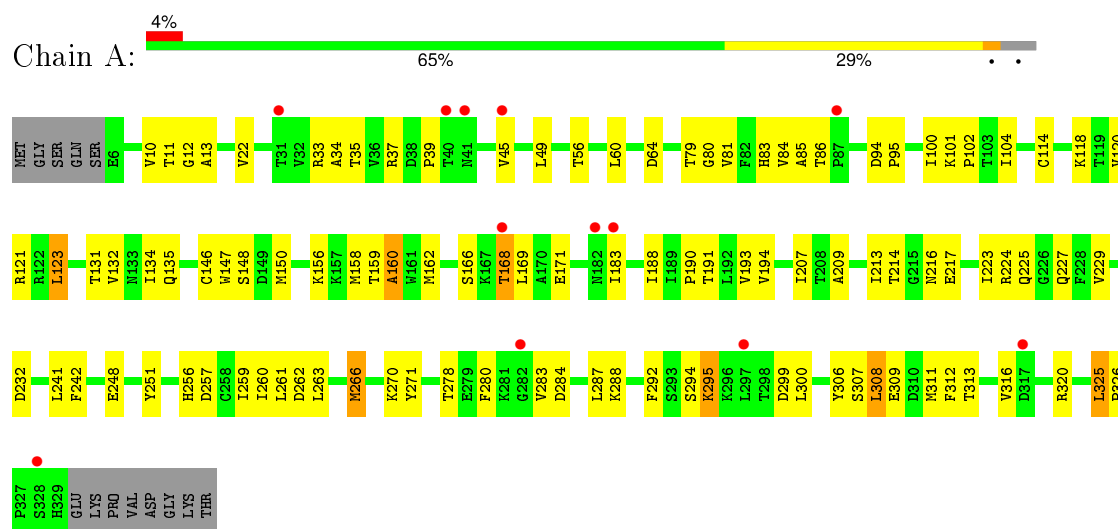 4%
Chain A:
65% 29% • •
MET GLY SER GLN SER E6 V10 T11 G12 A13 V22 T31 V32 R33 A34 T35 V36 R37 D38 P39 T40 N41 V45 L49 T56 L60 D64 T79 G80 V81 F82 H83 V84 A85 T86 P87 D94 P95 I100 K101 P102 T103 I104 C114 K118 T119
R121 R122 L123 T131 V132 N133 I134 Q135 C146 W147 S148 D149 M150 K156 K157 M158 T159 A160 W161 M162 S166 K167 T168 L169 A170 E171 N182 I183 I188 I189 P190 T191 L192 V193 V194 I207 T208 A209 I213 T214 G215 N216 E217 I223 R224 Q225 G226 Q227 F228 V229
D232 L241 F242 E248 Y251 H256 D257 C258 I259 I260 L261 D262 L263 M266 K270 Y271 T278 E279 F280 K281 G282 V283 D284 L287 K288 F292 S293 S294 K295 K296 L297 T298 D299 L300 Y306 S307 L308 E309 D310 M311 F312 T313 V316 D317 R320 L325
P327 S328 H329 GLU LYS PRO VAL ASP GLY LYS THR